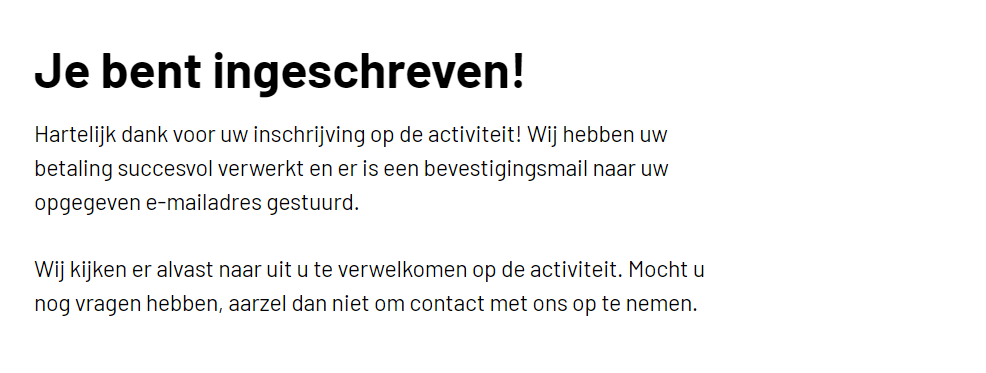 Je bent ingeschreven!
Hartelijk dank voor uw inschrijving op de activiteit! Wij hebben uw
betaling succesvol verwerkt en er is een bevestigingsmail naar uw
opgegeven e-mailadres gestuurd.
Wij kijken er alvast naar uit u te verwelkomen op de activiteit. Mocht u
nog vragen hebben, aarzel dan niet om contact met ons op te nemen.